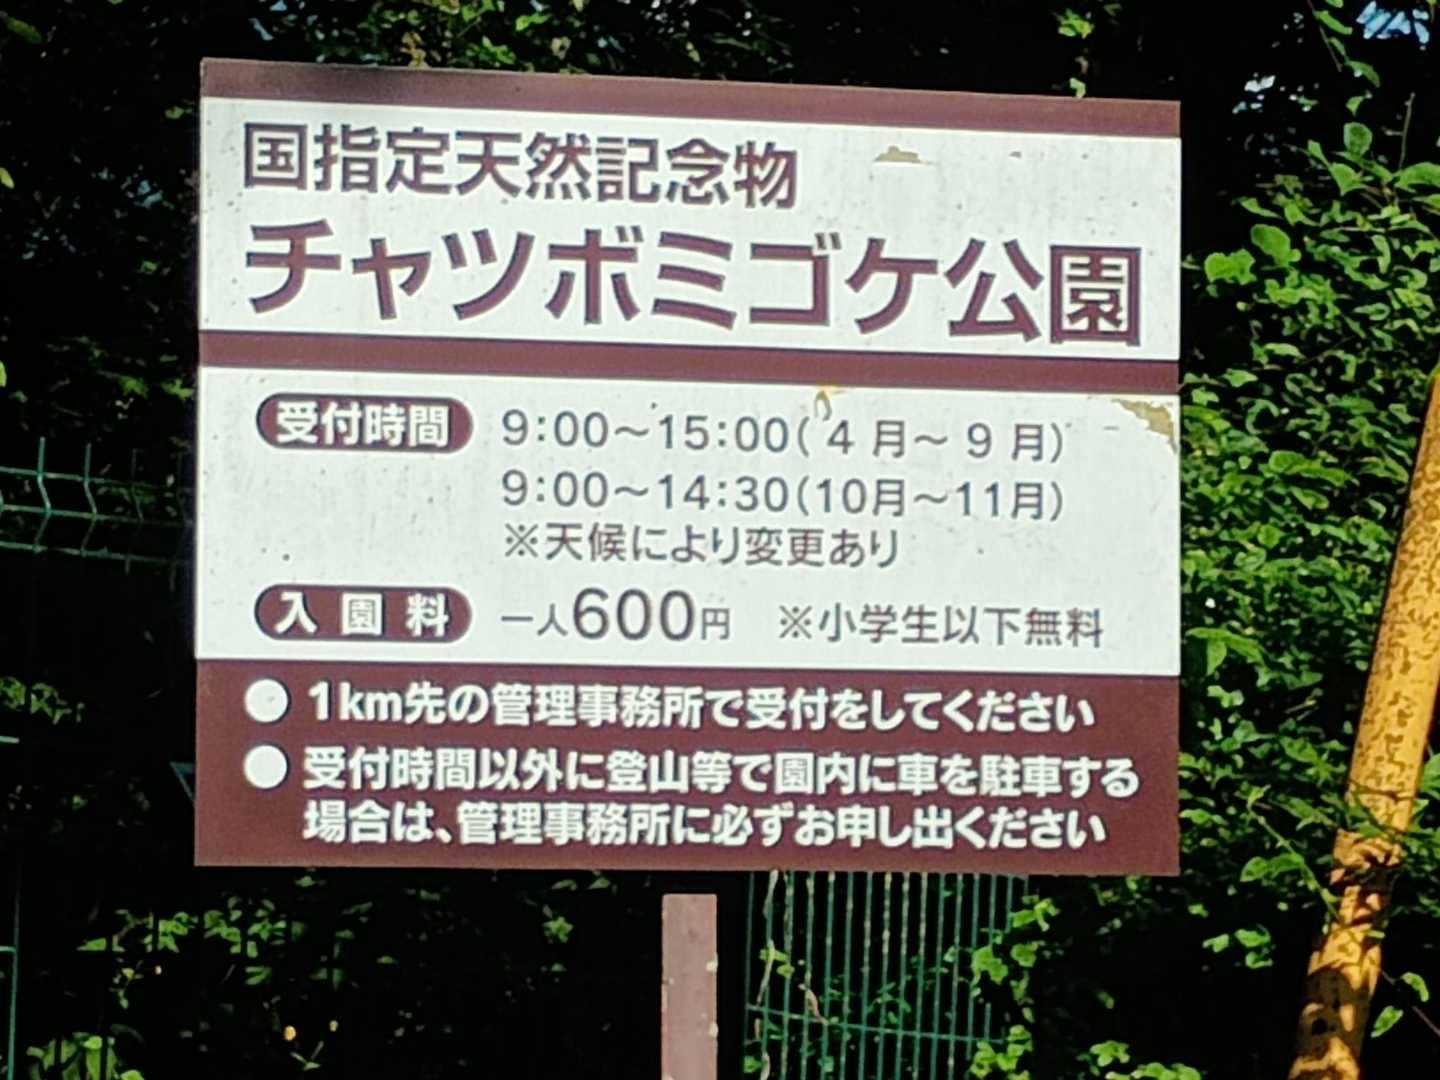 国指定天然記念物
チャツボミゴケ公園
受付時間 9:00～15:00( 4 月～ 9 月)
9:00～14:30(10月～11月)
※天候により変更あり
入園料 一人600円 ※小学生以下無料
● 1km先の管理事務所で受付をしてください
● 受付時間以外に登山等で園内に車を駐車する
場合は、管理事務所に必ずお申し出ください